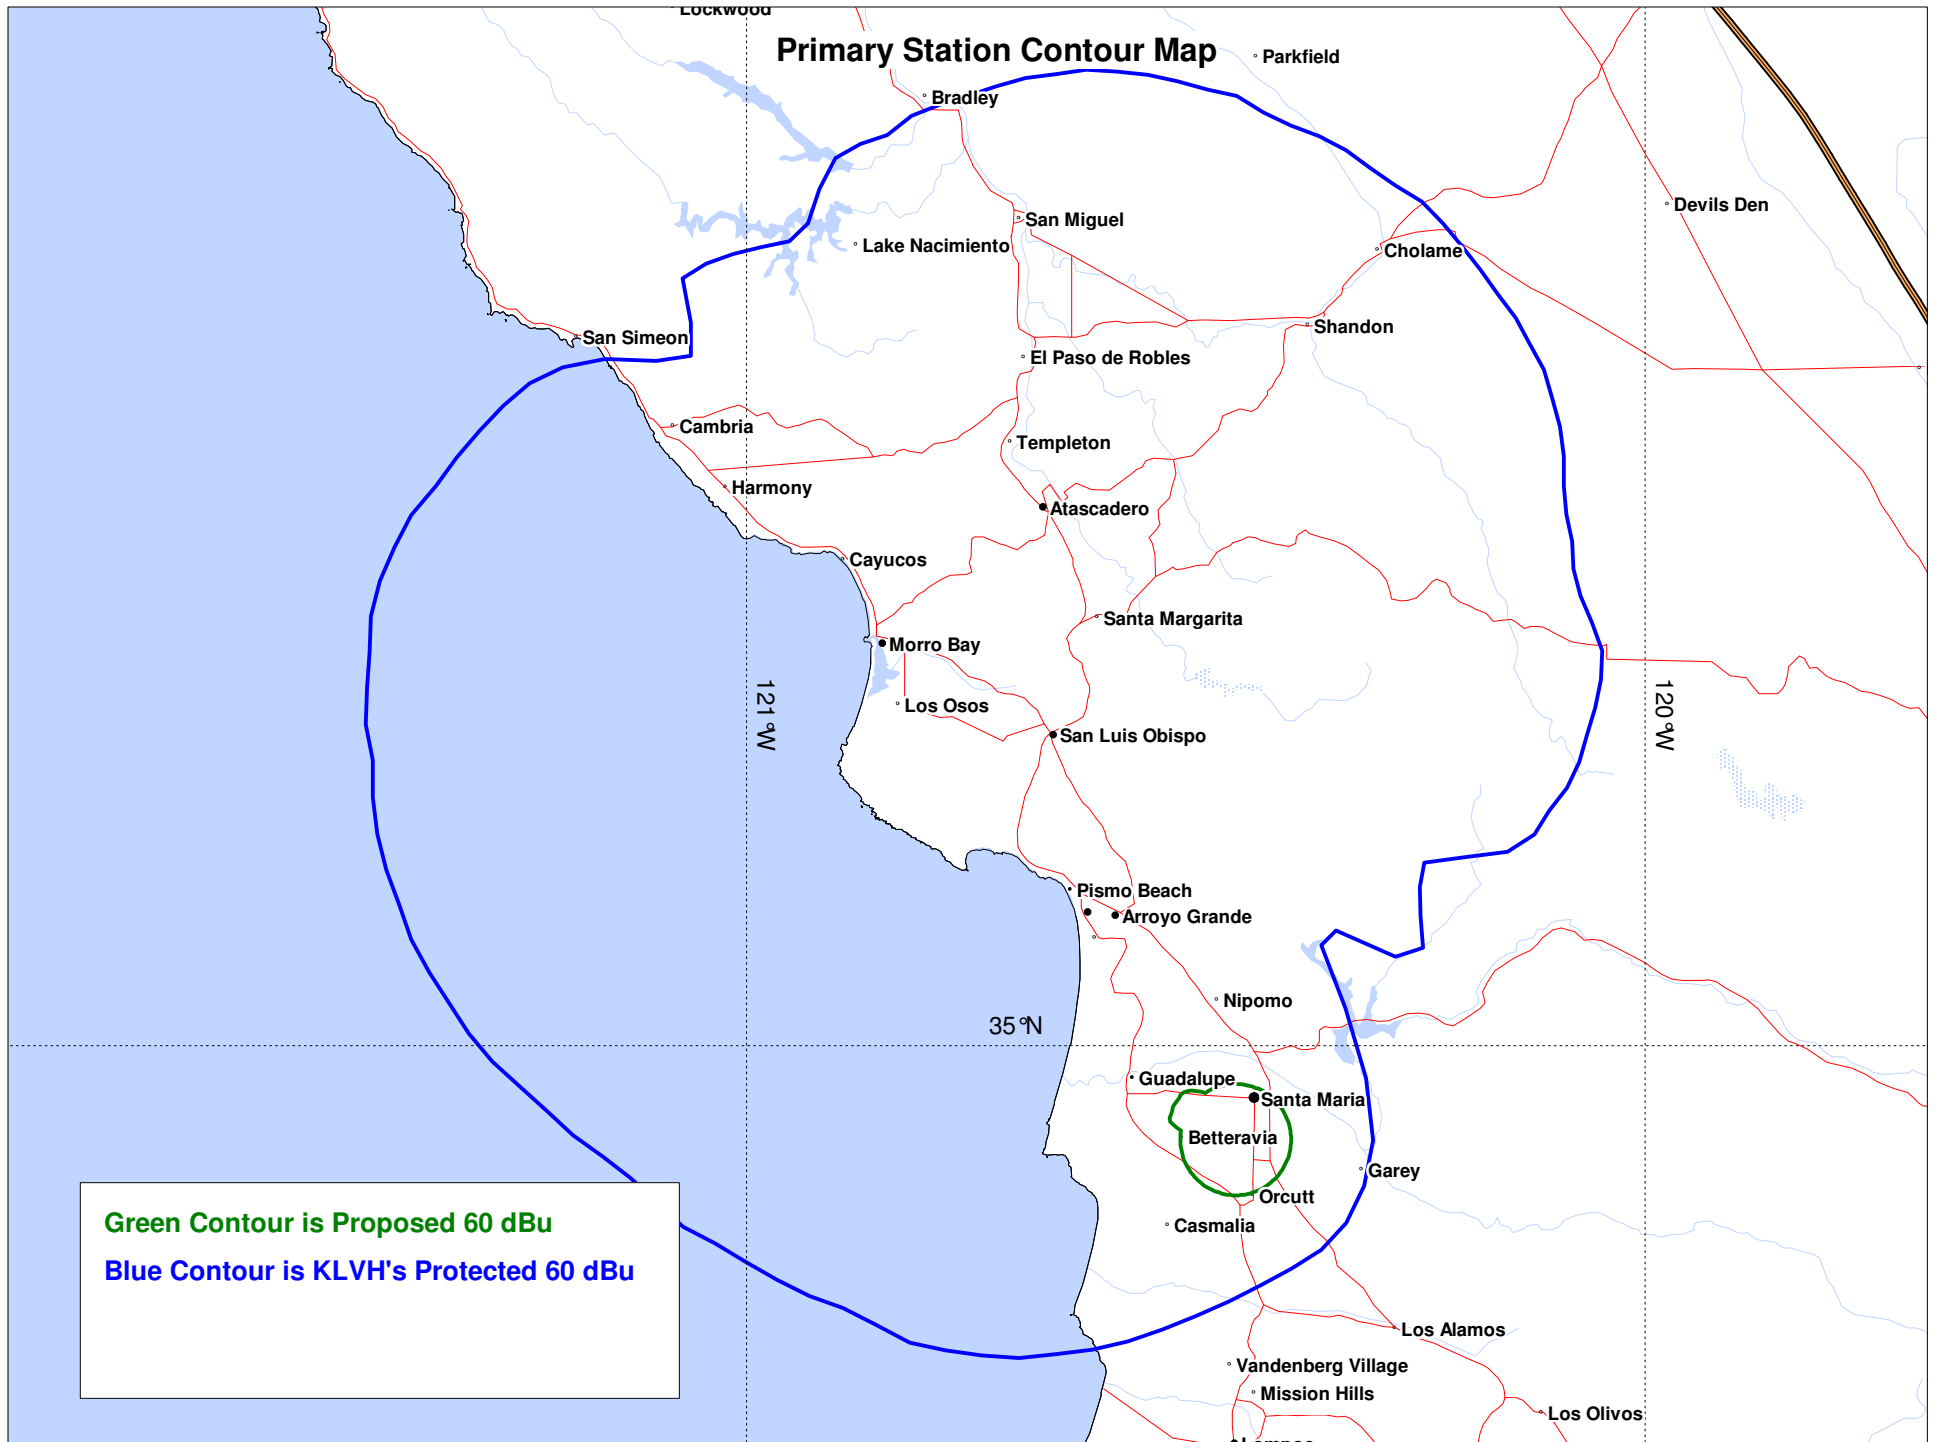 Lockwood
Primary Station Contour Map
Parkfield
Bradley
Devils Den
San Miguel
Lake Nacimiento
Cholame
Shandon
San Simeon
El Paso de Robles
Cambria
Templeton
Harmony
Atascadero
Cayucos
Santa Margarita
Morro Bay
Los Osos
121°W
120°W
San Luis Obispo
Pismo Beach
Arroyo Grande
Nipomo
35°N
Guadalupe
Santa Maria
Betteravia
Garey
Orcutt
Casmalia
Green Contour is Proposed 60 dBu
Blue Contour is KLVH's Protected 60 dBu
Los Alamos
Vandenberg Village
Mission Hills
Los Olivos
Lompoc